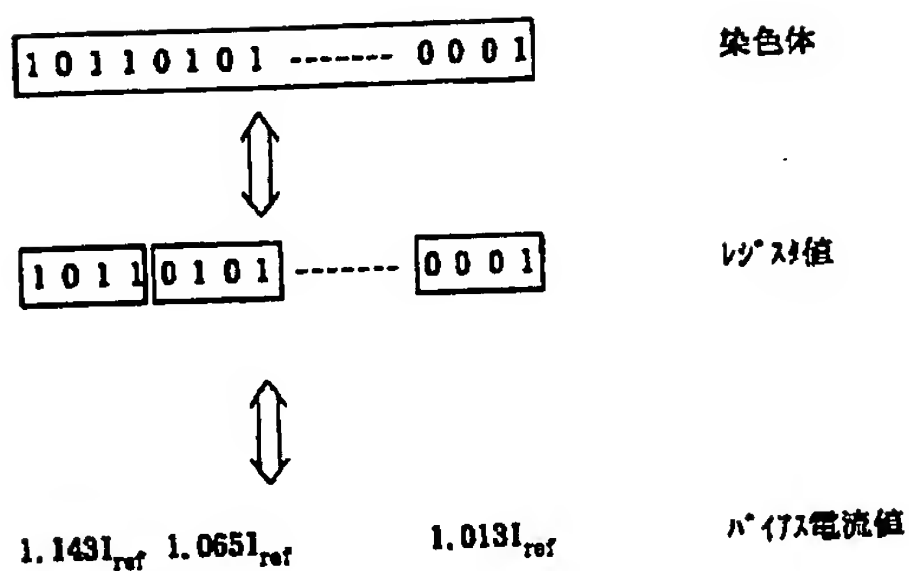 1 0 1 1 0 1 0 1 ------- 0 0 0 1 染色体
1 0 1 1 0 1 0 1 ------- 0 0 0 1 ﾚｼﾞｽﾀ値
1.143I_ref 1.065I_ref 1.013I_ref ﾊﾞｲｱｽ電流値